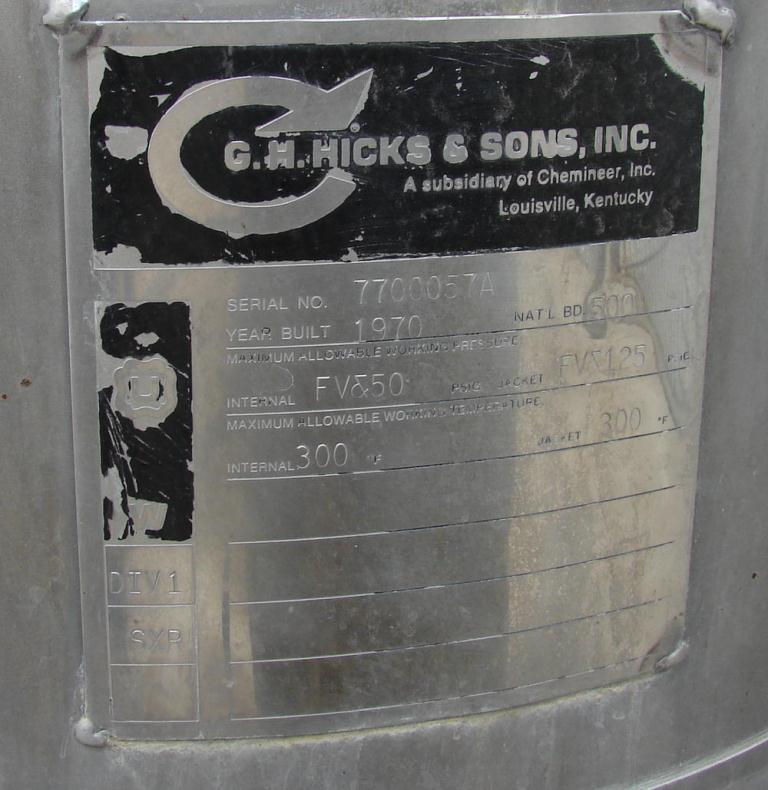 G.H. HICKS & SONS, INC.
A subsidiary of Chemineer, Inc.
Louisville, Kentucky
SERIAL NO. 7700057A
YEAR BUILT 1970 NAT'L BD. 500
MAXIMUM ALLOWABLE WORKING PRESSURE
INTERNAL FV&50 PSIG JACKET FV&125 PSIG
MAXIMUM ALLOWABLE WORKING TEMPERATURE
INTERNAL 300 °F JACKET 300 °F
U
W
DIV1
SXR